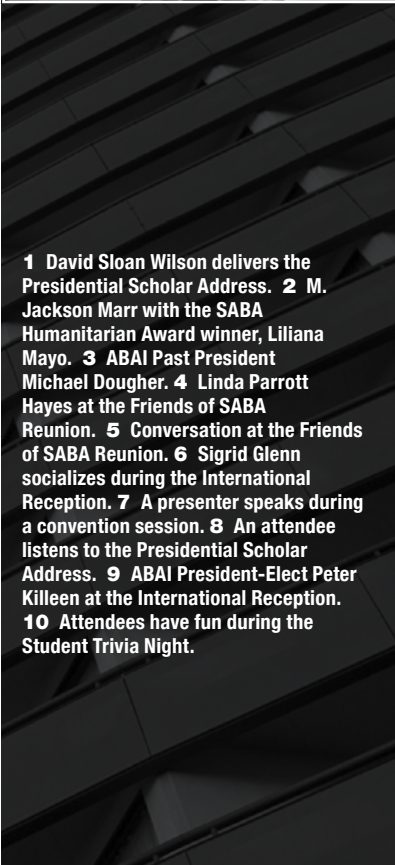 1 David Sloan Wilson delivers the
Presidential Scholar Address. 2 M.
Jackson Marr with the SABA
Humanitarian Award winner, Liliana
Mayo. 3 ABAI Past President
Michael Dougher. 4 Linda Parrott
Hayes at the Friends of SABA
Reunion. 5 Conversation at the Friends
of SABA Reunion. 6 Sigrid Glenn
socializes during the International
Reception. 7 A presenter speaks during
a convention session. 8 An attendee
listens to the Presidential Scholar
Address. 9 ABAI President-Elect Peter
Killeen at the International Reception.
10 Attendees have fun during the
Student Trivia Night.